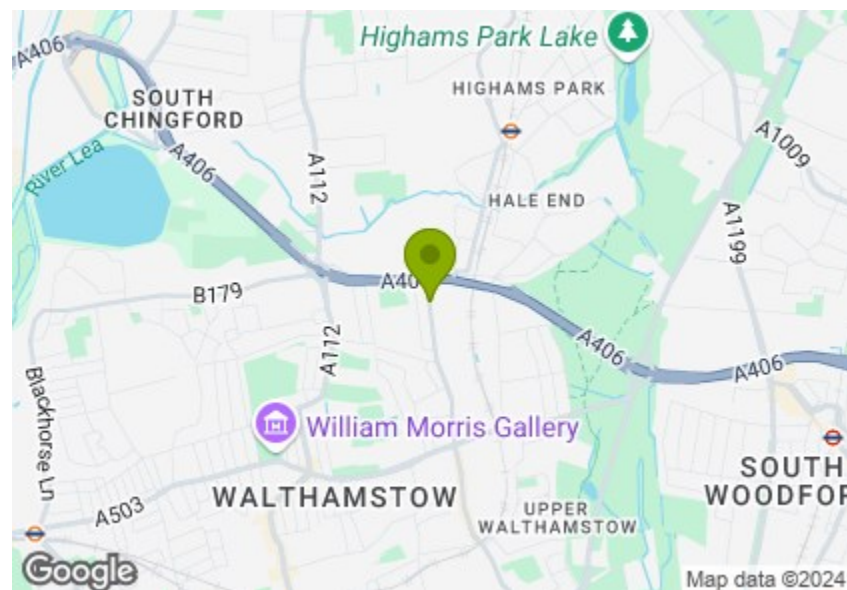 Highams Park Lake
A406
HIGHAMS PARK
SOUTH
CHINGFORD
A1009
River Lea
A406
A112
HALE END
A1199
A40
B179
A406
A112
A406
Blackhorse Ln
William Morris Gallery
SOUTH
WOODFOR
WALTHAMSTOW
A503
UPPER
WALTHAMSTOW
Google
Map data ©2024